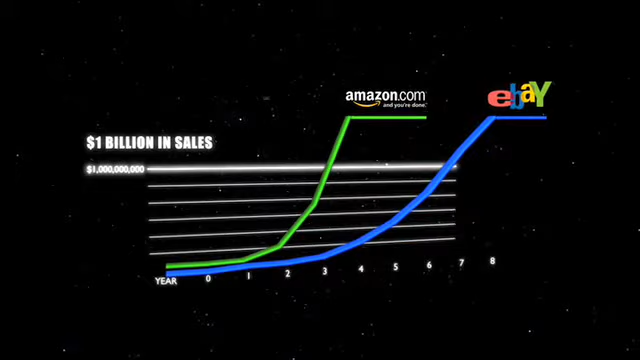 amazon.com
and you're done.™
ebaY
$1 BILLION IN SALES
$1,000,000,000
YEAR 0 1 2 3 4 5 6 7 8